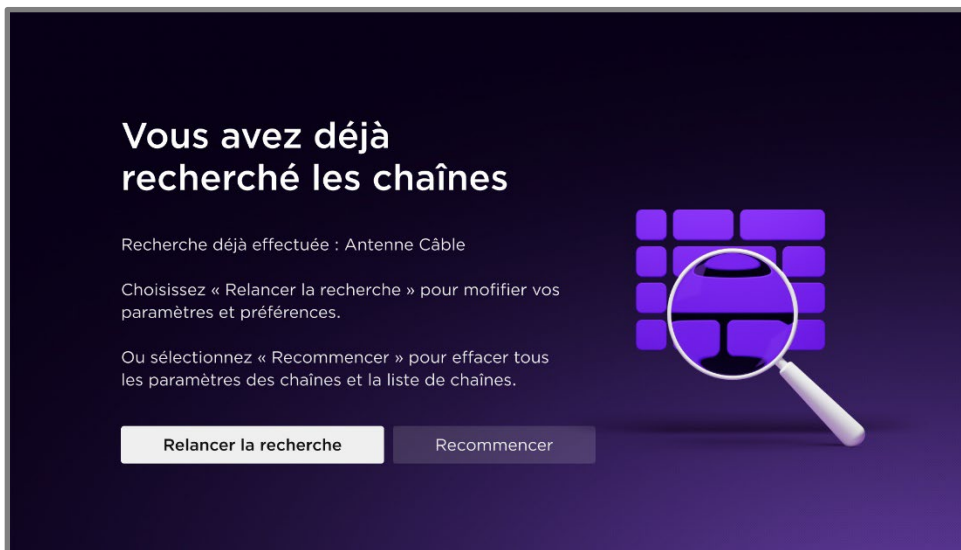 Vous avez déjà
recherché les chaînes
Recherche déjà effectuée : Antenne Câble
Choisissez « Relancer la recherche » pour mofifier vos
paramètres et préférences.
Ou sélectionnez « Recommencer » pour effacer tous
les paramètres des chaînes et la liste de chaînes.
Relancer la recherche
Recommencer